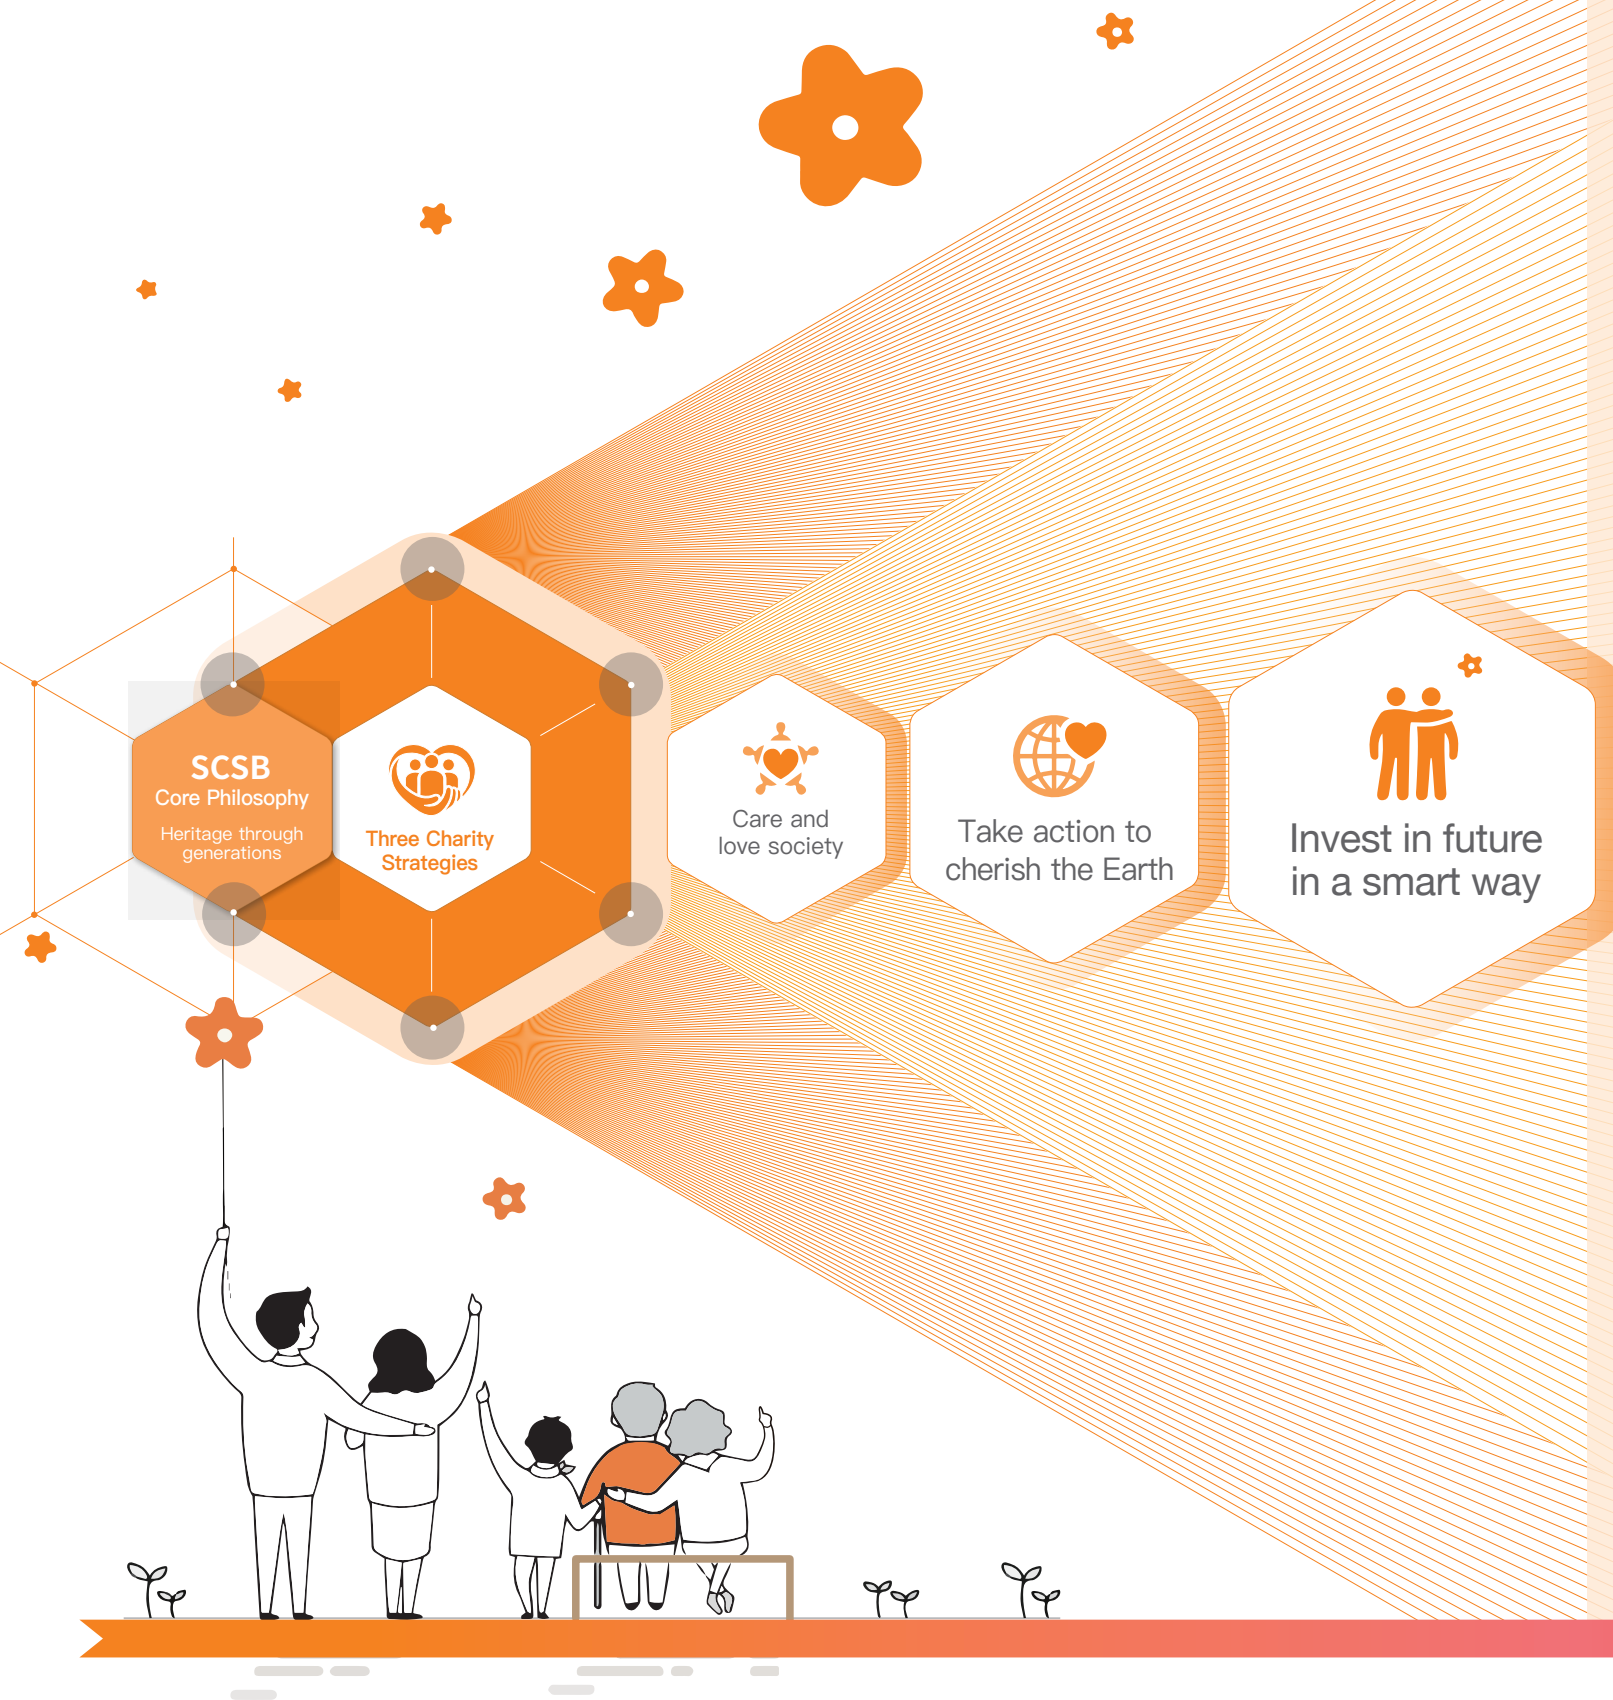 SCSB
Core Philosophy
Heritage through
generations
Three Charity
Strategies
Care and
love society
Take action to
cherish the Earth
Invest in future
in a smart way